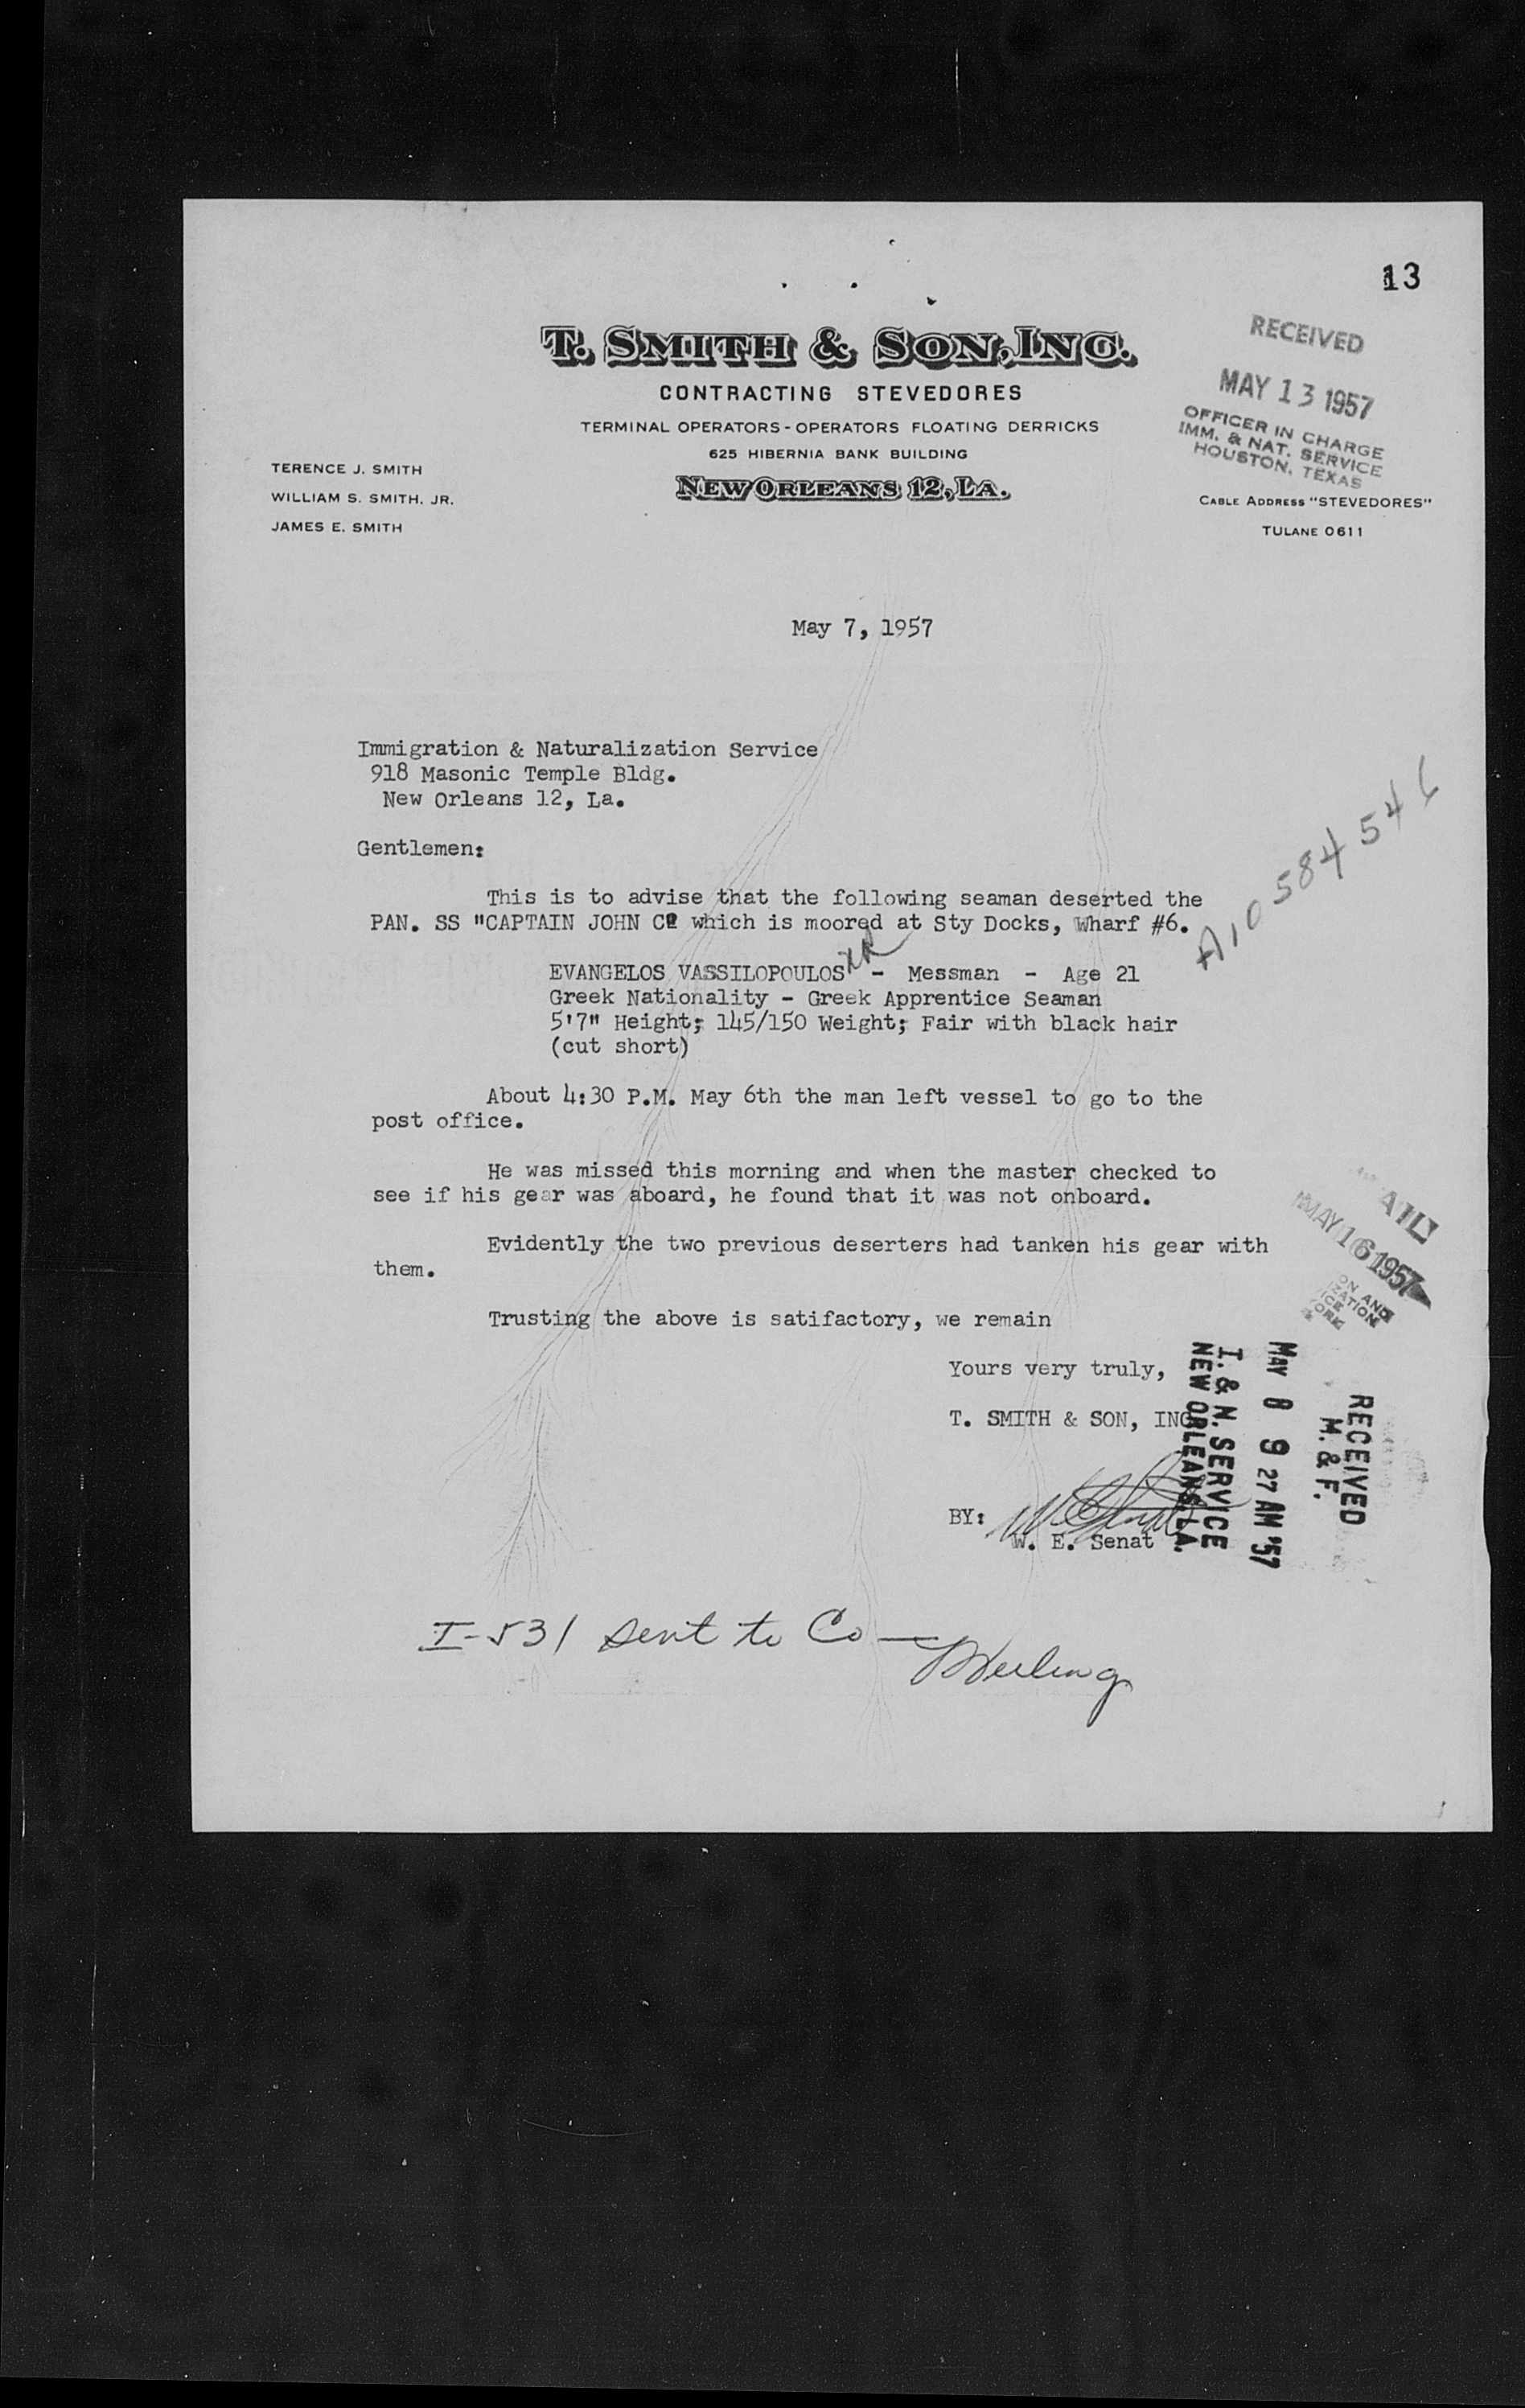 13
T. SMITH & SON, INC.
CONTRACTING STEVEDORES
TERMINAL OPERATORS - OPERATORS FLOATING DERRICKS
625 HIBERNIA BANK BUILDING
NEW ORLEANS 12, LA.
TERENCE J. SMITH
WILLIAM S. SMITH, JR.
JAMES E. SMITH
RECEIVED
MAY 13 1957
OFFICER IN CHARGE
IMM. & NAT. SERVICE
HOUSTON, TEXAS
CABLE ADDRESS "STEVEDORES"
TULANE 0611
May 7, 1957
Immigration & Naturalization Service
918 Masonic Temple Bldg.
New Orleans 12, La.
A10 584 546
Gentlemen:
This is to advise that the following seaman deserted the
PAN. SS "CAPTAIN JOHN C" which is moored at Sty Docks, Wharf #6.
EVANGELOS VASSILOPOULOS - Messman - Age 21
Greek Nationality - Greek Apprentice Seaman
5'7" Height; 145/150 Weight; Fair with black hair
(cut short)
About 4:30 P.M. May 6th the man left vessel to go to the
post office.
He was missed this morning and when the master checked to
see if his gear was aboard, he found that it was not onboard.
Evidently the two previous deserters had tanken his gear with
them.
Trusting the above is satifactory, we remain
MAY 16 1957
Yours very truly,
T. SMITH & SON, INC.
BY:
W. E. Senat
RECEIVED
M. & F.
MAY 8 9 27 AM '57
I. & N. SERVICE
NEW ORLEANS, LA.
I-531 sent to Co —